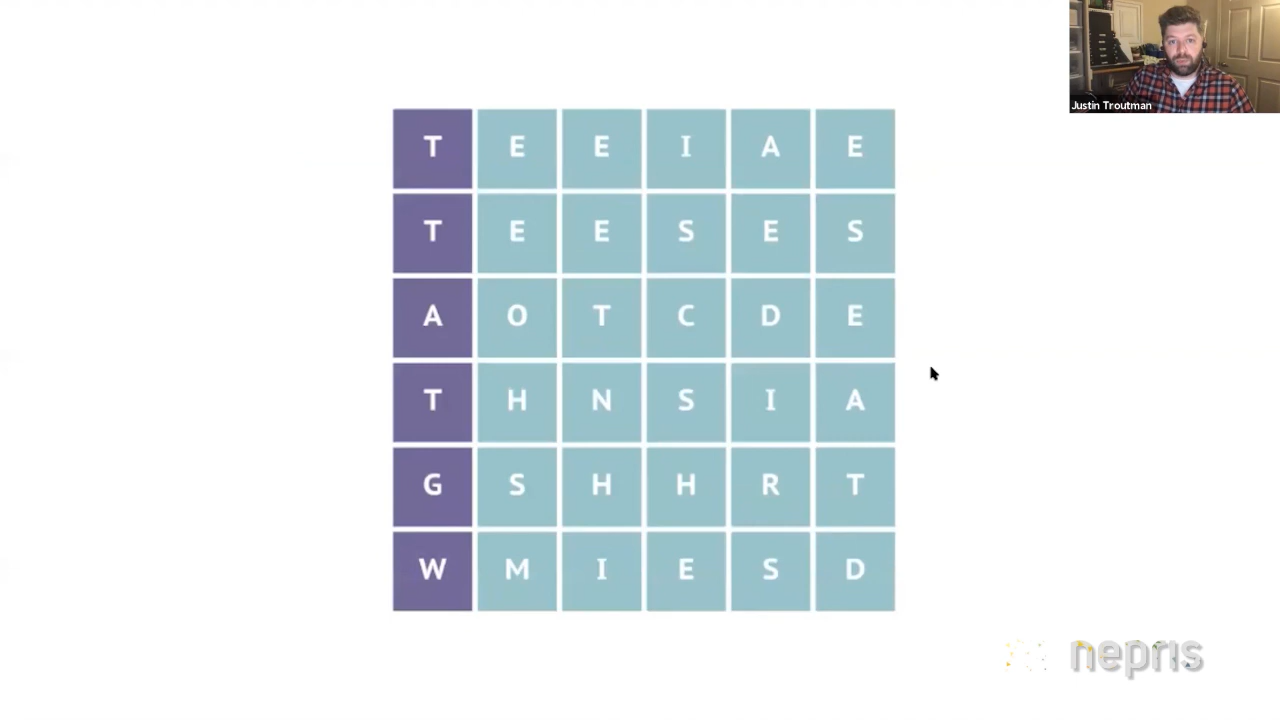 Justin Troutman
T E E I A E
T E E S E S
A O T C D E
T H N S I A
G S H H R T
W M I E S D
nepris